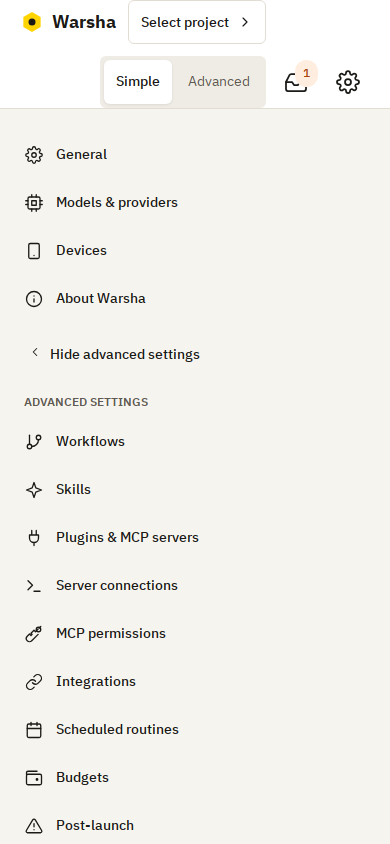 Warsha
Select project
Simple
Advanced
1
General
Models & providers
Devices
About Warsha
Hide advanced settings
ADVANCED SETTINGS
Workflows
Skills
Plugins & MCP servers
Server connections
MCP permissions
Integrations
Scheduled routines
Budgets
Post-launch